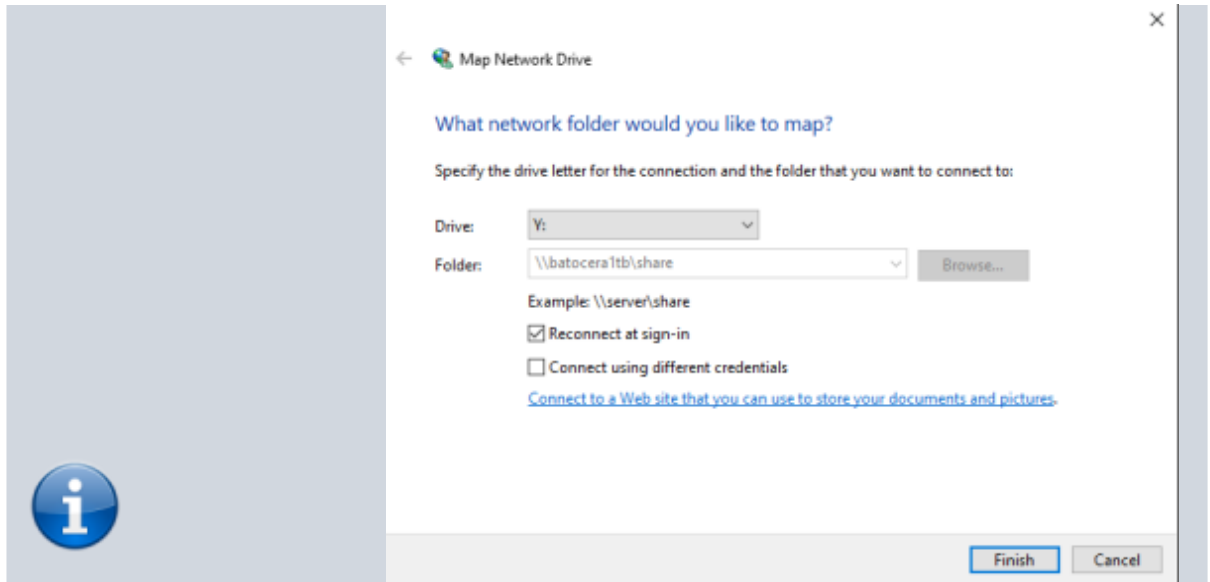 Map Network Drive
What network folder would you like to map?
Specify the drive letter for the connection and the folder that you want to connect to:
Drive: Y:
Folder: \\batocera1tb\share Browse...
Example: \\server\share
Reconnect at sign-in
Connect using different credentials
Connect to a Web site that you can use to store your documents and pictures.
Finish Cancel